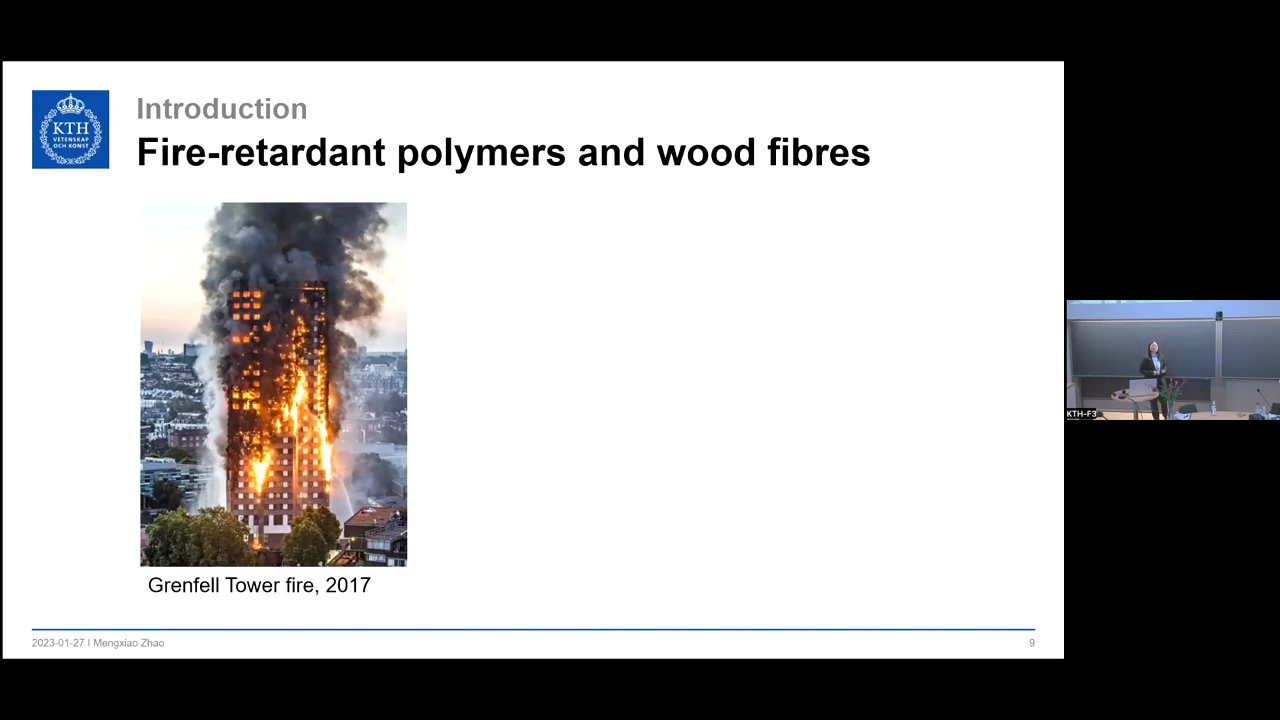 KTH
VETENSKAP
OCH KONST
Introduction
Fire-retardant polymers and wood fibres
Grenfell Tower fire, 2017
2023-01-27 I Mengxiao Zhao
9
KTH-F3